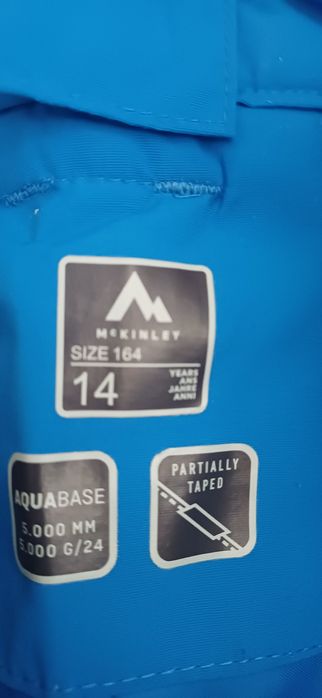 McKINLEY
SIZE 164
14
YEARS
ANS
JAHRE
ANNI
AQUABASE
5.000 MM
5.000 G/24
PARTIALLY
TAPED